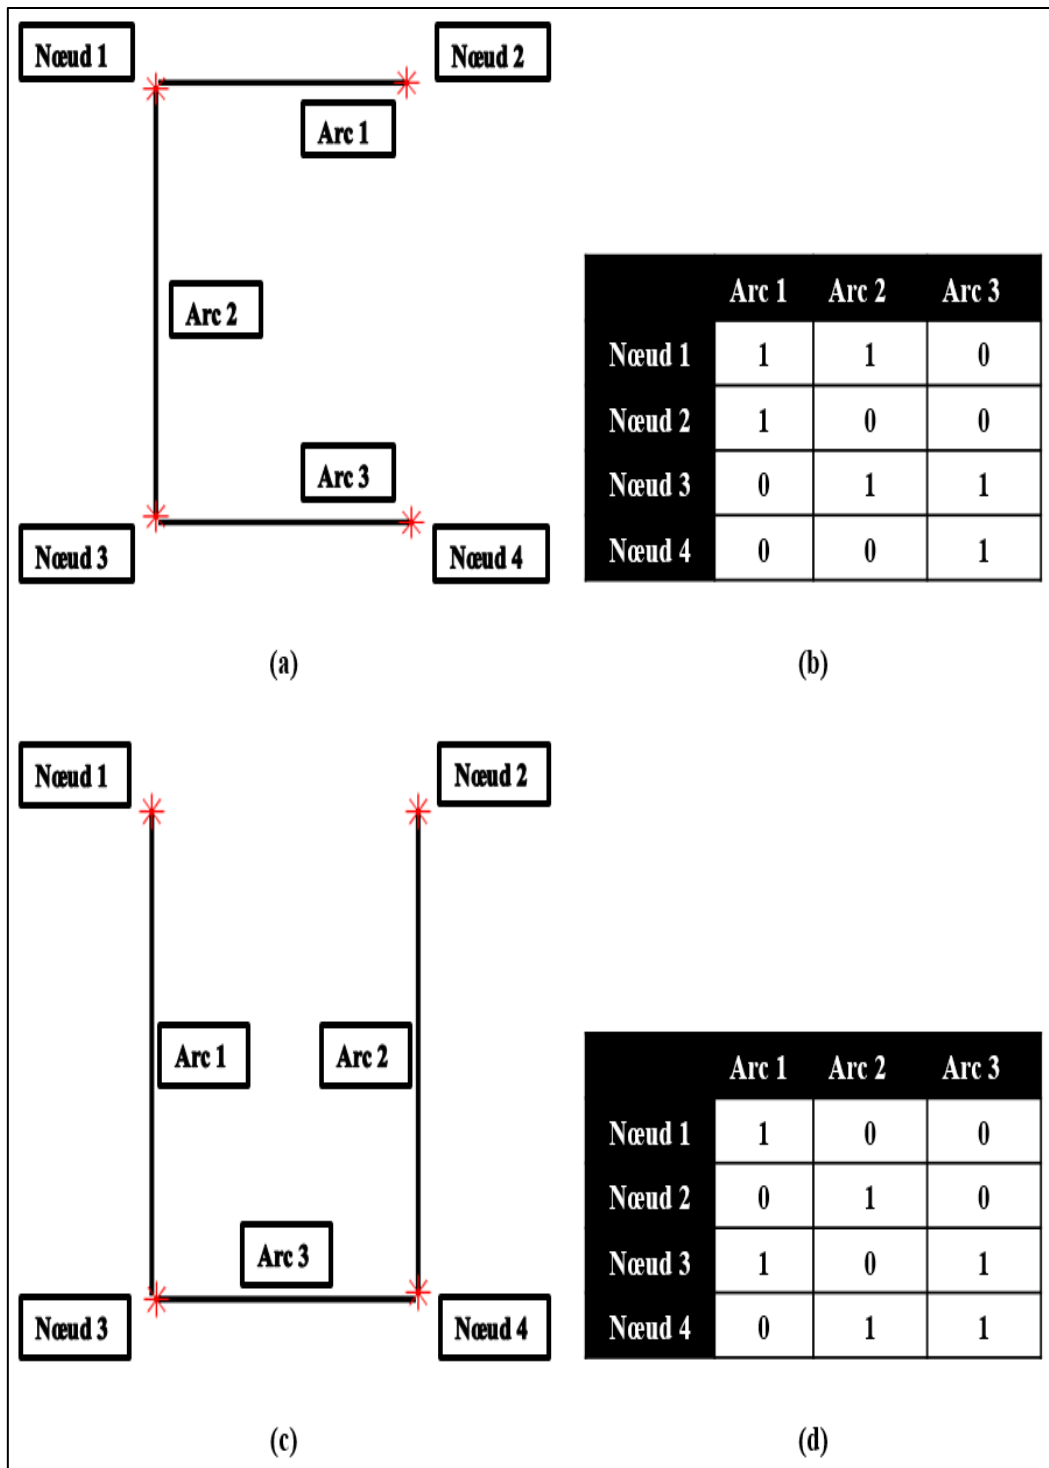 Nœud 1
Nœud 2
Arc 1
Arc 2
Arc 3
Nœud 3
Nœud 4
(a)
Arc 1 Arc 2 Arc 3
Nœud 1 1 1 0
Nœud 2 1 0 0
Nœud 3 0 1 1
Nœud 4 0 0 1
(b)
Nœud 1
Nœud 2
Arc 1
Arc 2
Arc 3
Nœud 3
Nœud 4
(c)
Arc 1 Arc 2 Arc 3
Nœud 1 1 0 0
Nœud 2 0 1 0
Nœud 3 1 0 1
Nœud 4 0 1 1
(d)